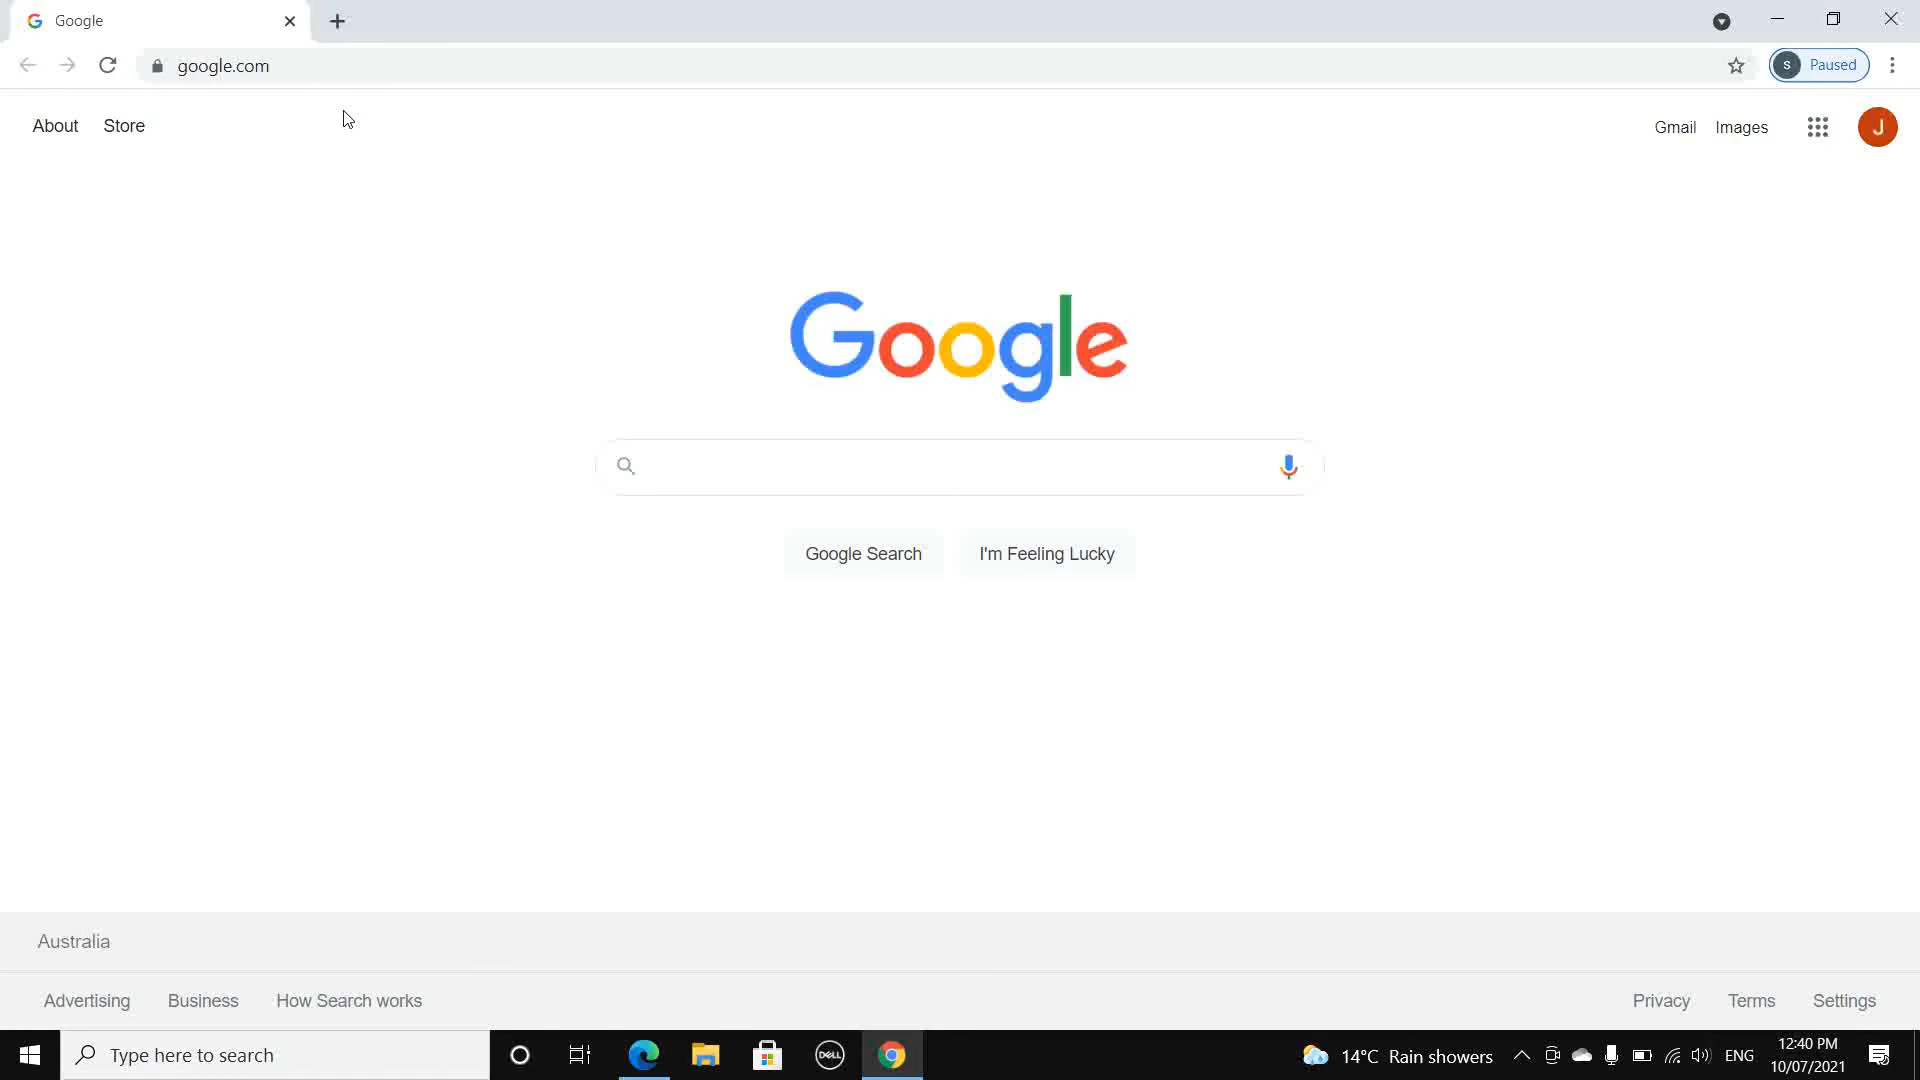 Google
google.com
S Paused
About Store
Gmail Images
J
Google
Google Search I'm Feeling Lucky
Australia
Advertising Business How Search works
Privacy Terms Settings
Type here to search
DELL
14°C Rain showers
ENG
12:40 PM
10/07/2021